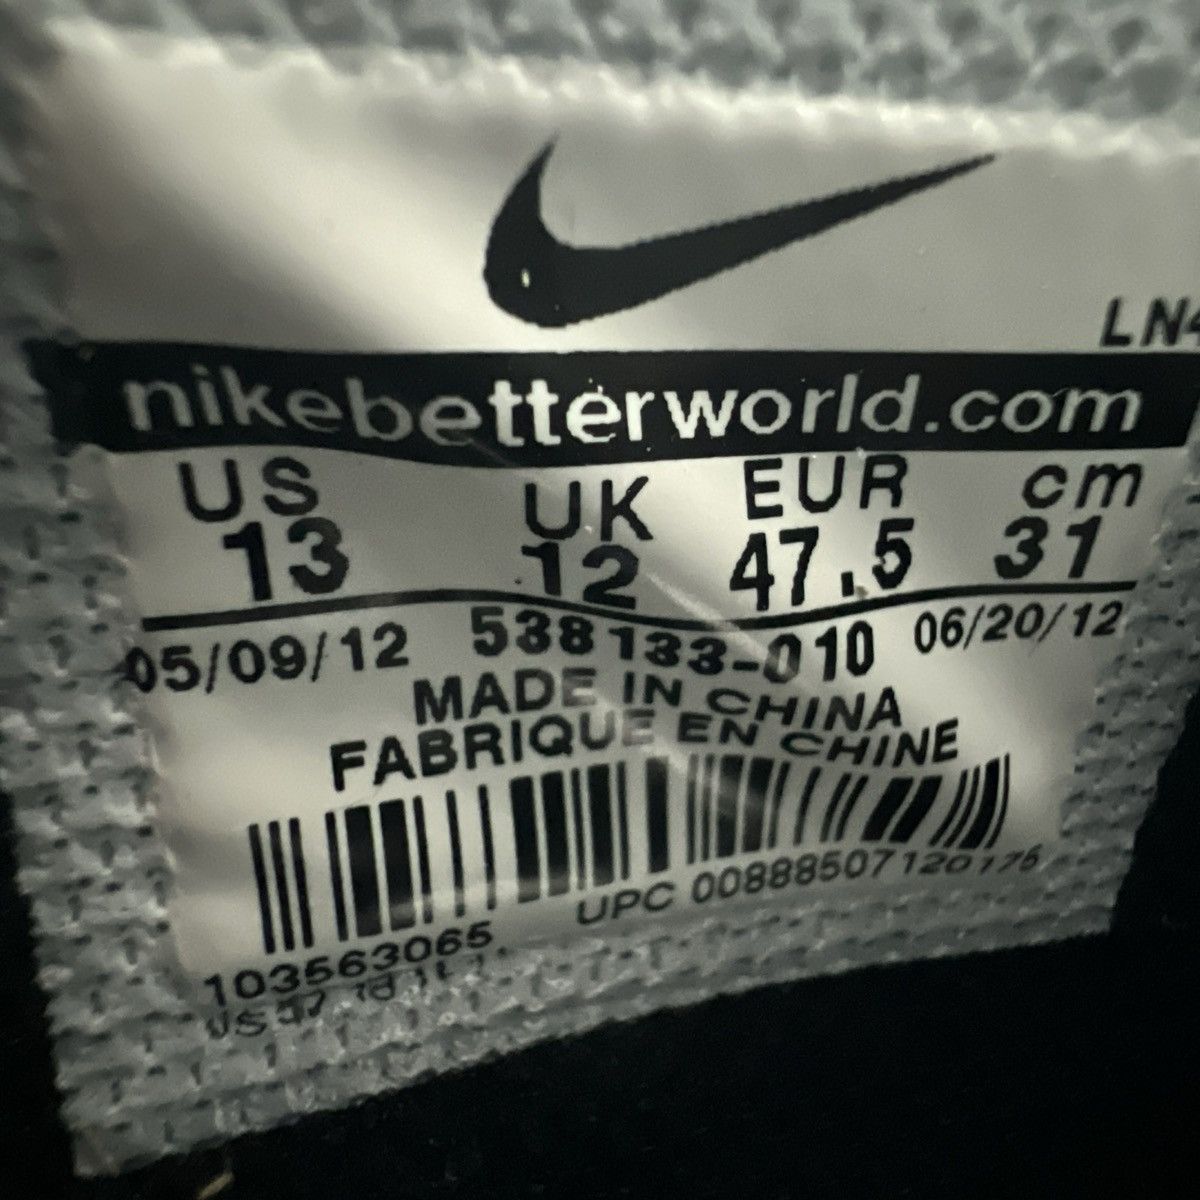 LN4
nikebetterworld.com
US UK EUR cm
13 12 47.5 31
05/09/12 538133-010 06/20/12
MADE IN CHINA
FABRIQUE EN CHINE
UPC 00888507120176
103563065